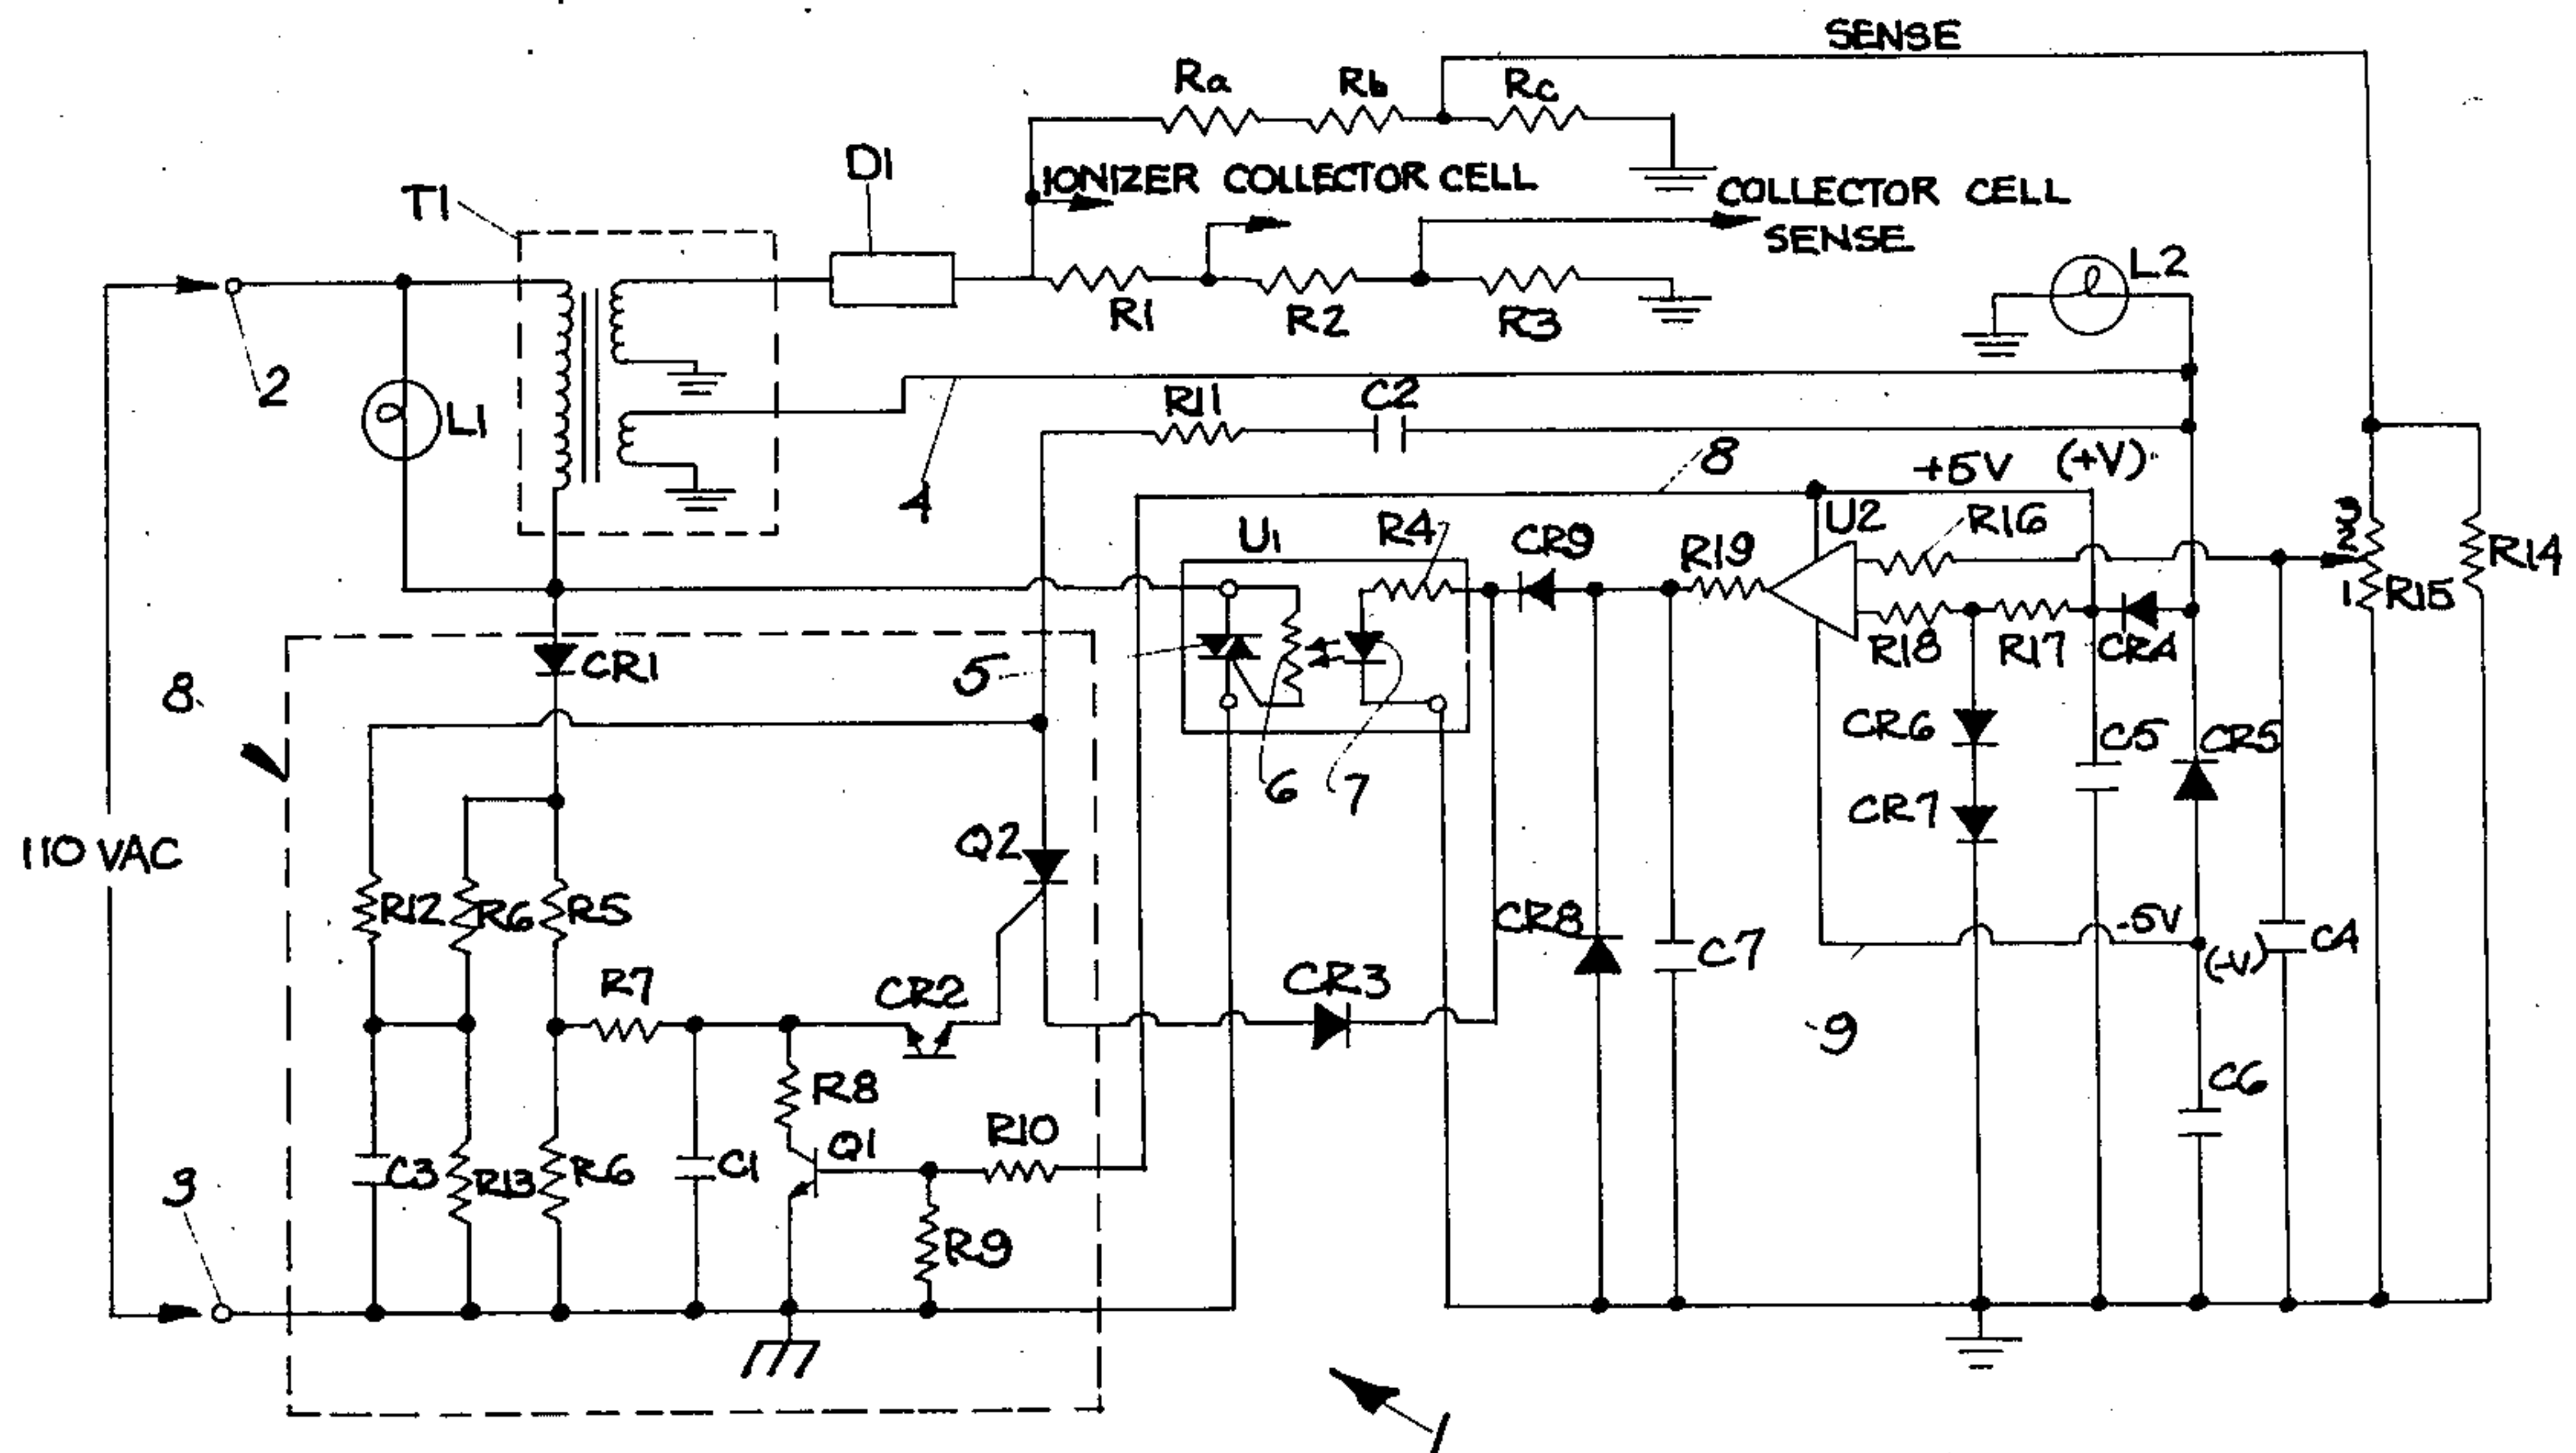 SENSE
Ra
Rb
Rc
D1
IONIZER COLLECTOR CELL
T1
COLLECTOR CELL
SENSE
L2
R1
R2
R3
2
L1
R11
C2
4
8
+5V (+V)
U1
R4
CR9
R19
U2
R16
3
2
1
R15
R14
R18
R17
CR4
CR1
5
8
6
7
CR6
C5
CR5
CR7
110 VAC
Q2
R12
R6
R5
CR8
C7
-5V
(-V)
C4
R7
CR2
CR3
9
R8
C6
Q1
R10
3
C3
R13
R6
C1
R9
1